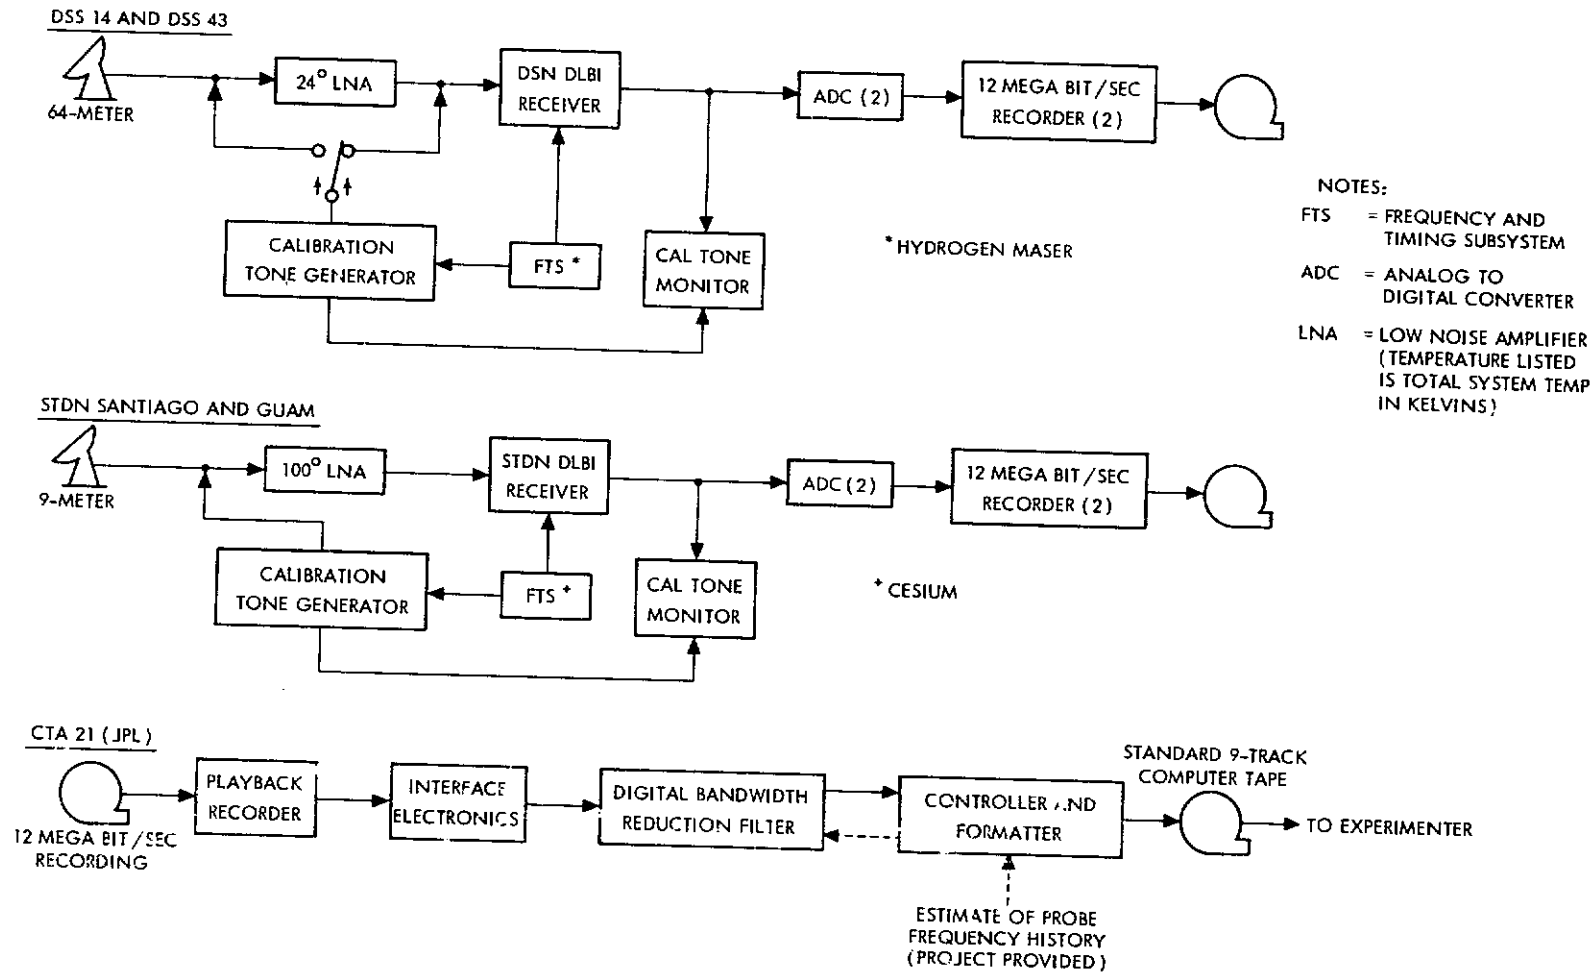 DSS 14 AND DSS 43
64-METER
24° LNA
DSN DLBI
RECEIVER
ADC (2)
12 MEGA BIT/SEC
RECORDER (2)
CALIBRATION
TONE GENERATOR
FTS *
CAL TONE
MONITOR
* HYDROGEN MASER
NOTES:
FTS = FREQUENCY AND
TIMING SUBSYSTEM
ADC = ANALOG TO
DIGITAL CONVERTER
LNA = LOW NOISE AMPLIFIER
(TEMPERATURE LISTED
IS TOTAL SYSTEM TEMP
IN KELVINS)
STDN SANTIAGO AND GUAM
9-METER
100° LNA
STDN DLBI
RECEIVER
ADC (2)
12 MEGA BIT/SEC
RECORDER (2)
CALIBRATION
TONE GENERATOR
FTS +
CAL TONE
MONITOR
+ CESIUM
CTA 21 (JPL)
12 MEGA BIT/SEC
RECORDING
PLAYBACK
RECORDER
INTERFACE
ELECTRONICS
DIGITAL BANDWIDTH
REDUCTION FILTER
CONTROLLER AND
FORMATTER
STANDARD 9-TRACK
COMPUTER TAPE
TO EXPERIMENTER
ESTIMATE OF PROBE
FREQUENCY HISTORY
(PROJECT PROVIDED)